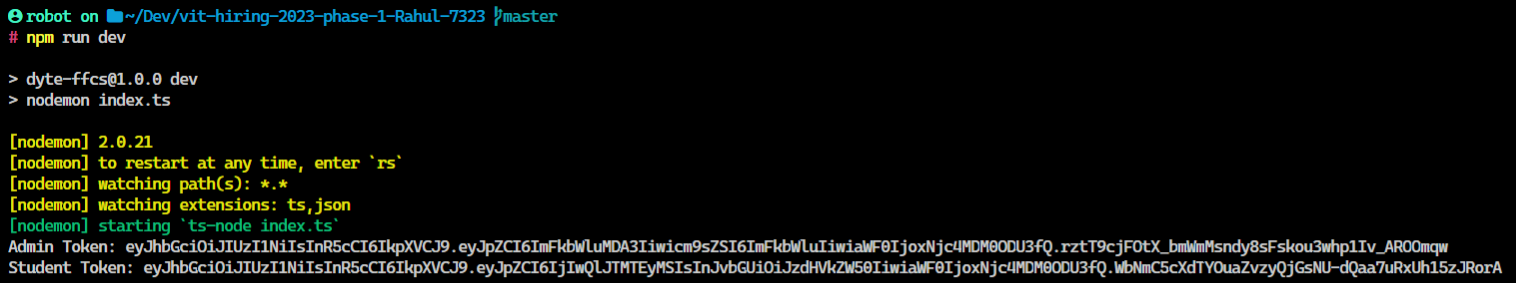 robot on ~/Dev/vit-hiring-2023-phase-1-Rahul-7323 master
# npm run dev
> dyte-ffcs@1.0.0 dev
> nodemon index.ts
[nodemon] 2.0.21
[nodemon] to restart at any time, enter `rs`
[nodemon] watching path(s): *.*
[nodemon] watching extensions: ts,json
[nodemon] starting `ts-node index.ts`
Admin Token: eyJhbGciOiJIUzI1NiIsInR5cCI6IkpXVCJ9.eyJpZCI6ImFkbWluMDA3Iiwicm9sZSI6ImFkbWluIiwiaWF0IjoxNjc4MDM0ODU3fQ.rztT9cjFOtX_bmWmMsndy8sFskou3whp1Iv_AROOmqw
Student Token: eyJhbGciOiJIUzI1NiIsInR5cCI6IkpXVCJ9.eyJpZCI6IjIwQlJTMTEyMSIsInJvbGUiOiJzdHVkZW50IiwiaWF0IjoxNjc4MDM0ODU3fQ.WbNmC5cXdTYOuaZvzyQjGsNU-dQaa7uRxUh15zJRorA